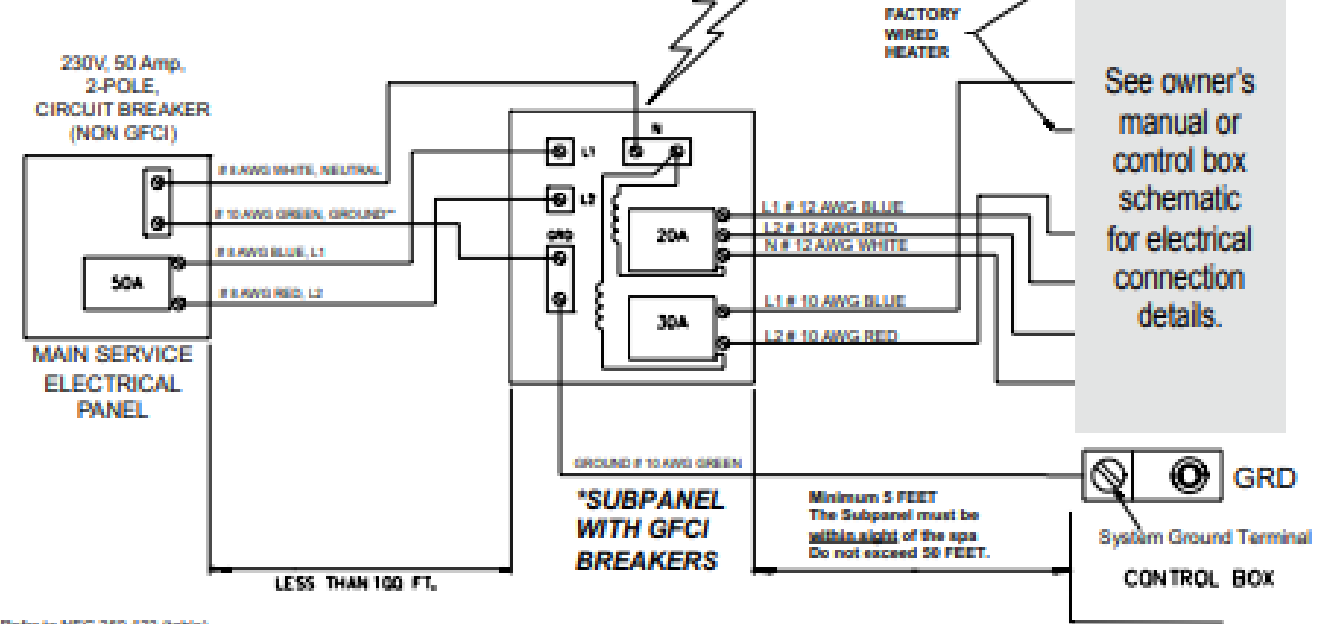 230V, 50 Amp,
2-POLE,
CIRCUIT BREAKER
(NON GFCI)
FACTORY
WIRED
HEATER
See owner's
manual or
control box
schematic
for electrical
connection
details.
# 8 AWG WHITE, NEUTRAL
# 10 AWG GREEN, GROUND**
# 8 AWG BLUE, L1
# 8 AWG RED, L2
50A
MAIN SERVICE
ELECTRICAL
PANEL
L1
N
L2
GRD
20A
30A
L1 # 12 AWG BLUE
L2 # 12 AWG RED
N # 12 AWG WHITE
L1 # 10 AWG BLUE
L2 # 10 AWG RED
GROUND # 10 AWG GREEN
*SUBPANEL
WITH GFCI
BREAKERS
Minimum 5 FEET
The Subpanel must be
within sight of the spa
Do not exceed 50 FEET.
LESS THAN 100 FT.
GRD
System Ground Terminal
CONTROL BOX